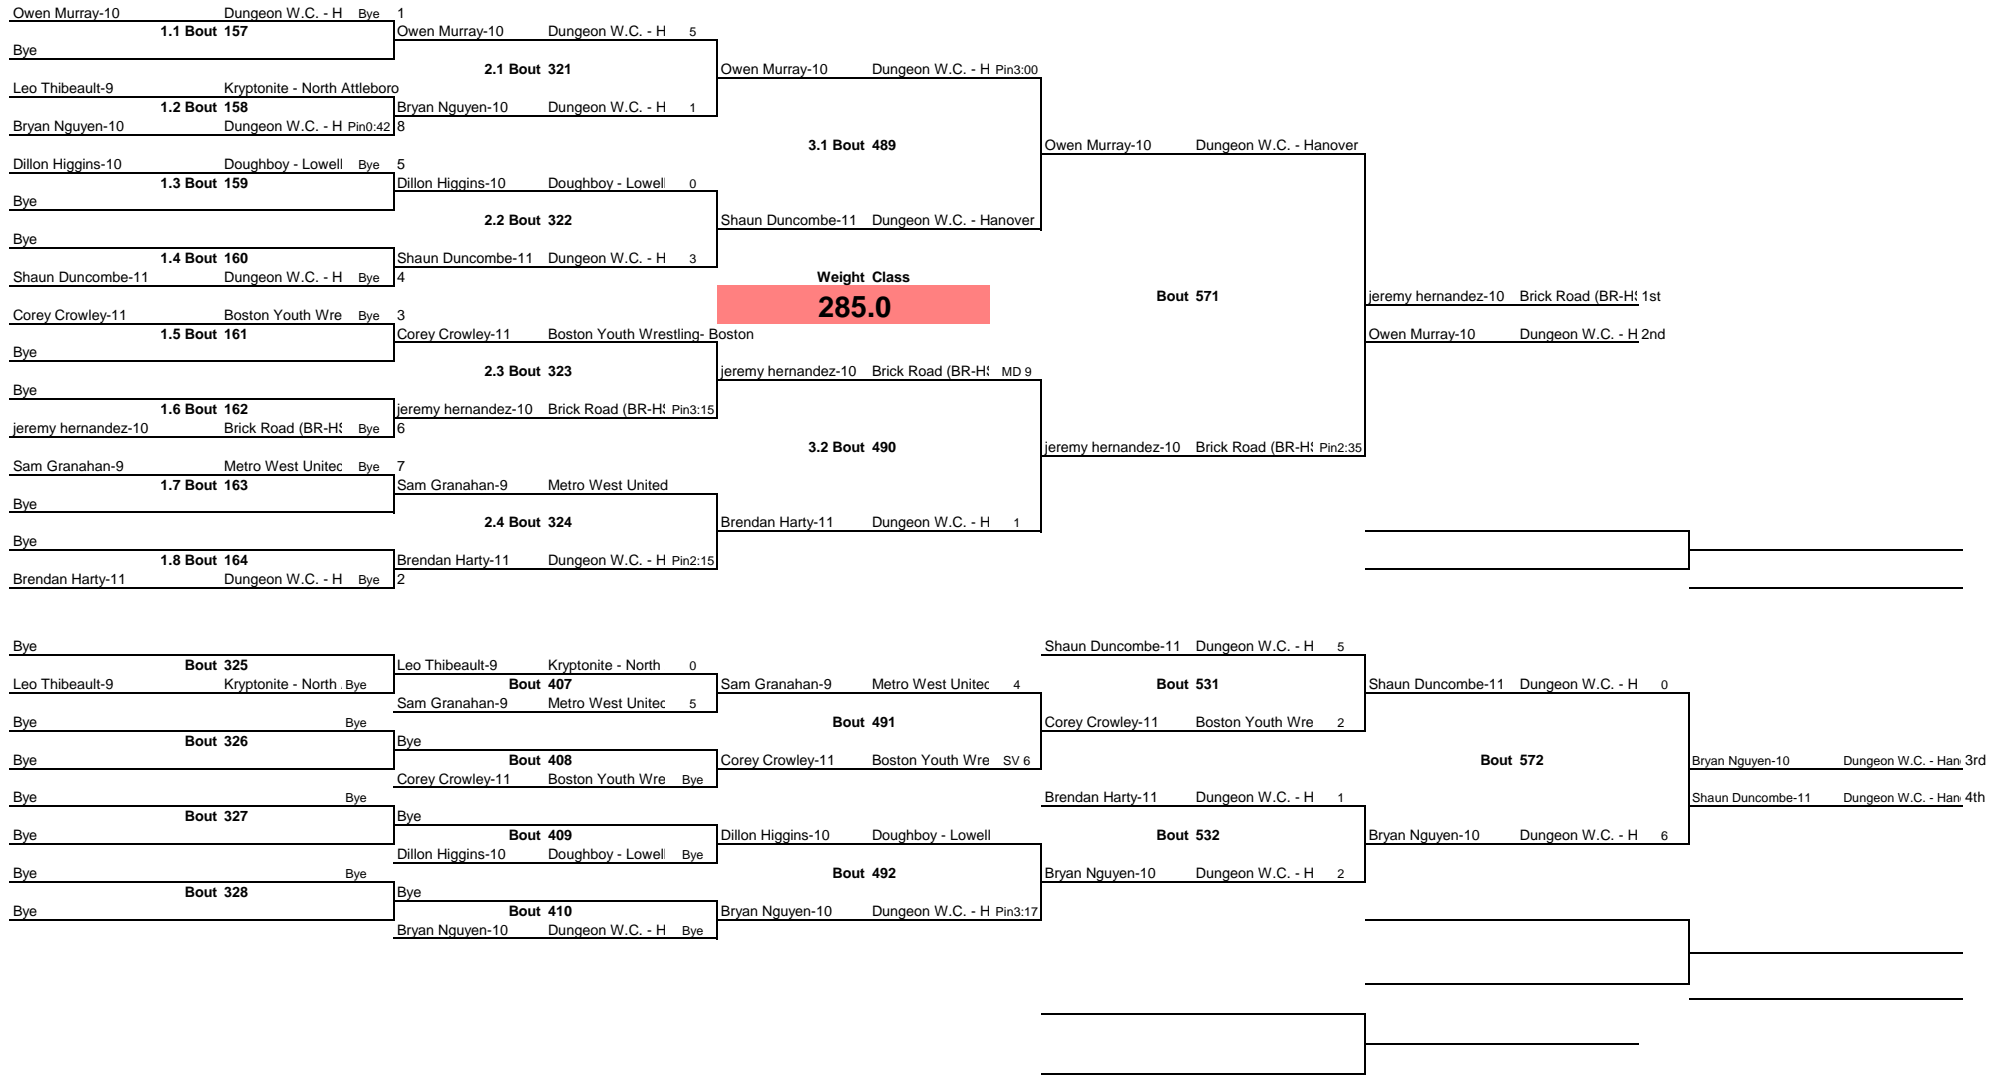 Owen Murray-10 Dungeon W.C. - H Bye 1
1.1 Bout 157 Owen Murray-10 Dungeon W.C. - H 5
Bye
2.1 Bout 321 Owen Murray-10 Dungeon W.C. - H Pin3:00
Leo Thibeault-9 Kryptonite - North Attleboro
1.2 Bout 158 Bryan Nguyen-10 Dungeon W.C. - H 1
Bryan Nguyen-10 Dungeon W.C. - H Pin0:42 8
3.1 Bout 489 Owen Murray-10 Dungeon W.C. - Hanover
Dillon Higgins-10 Doughboy - Lowell Bye 5
1.3 Bout 159 Dillon Higgins-10 Doughboy - Lowell 0
Bye
2.2 Bout 322 Shaun Duncombe-11 Dungeon W.C. - Hanover
Bye
1.4 Bout 160 Shaun Duncombe-11 Dungeon W.C. - H 3
Shaun Duncombe-11 Dungeon W.C. - H Bye 4 Weight Class
Bout 571 jeremy hernandez-10 Brick Road (BR-HS 1st
285.0
Corey Crowley-11 Boston Youth Wre Bye 3
1.5 Bout 161 Corey Crowley-11 Boston Youth Wrestling- Boston Owen Murray-10 Dungeon W.C. - H 2nd
Bye
2.3 Bout 323 jeremy hernandez-10 Brick Road (BR-HS MD 9
Bye
1.6 Bout 162 jeremy hernandez-10 Brick Road (BR-HS Pin3:15
jeremy hernandez-10 Brick Road (BR-HS Bye 6
3.2 Bout 490 jeremy hernandez-10 Brick Road (BR-HS Pin2:35
Sam Granahan-9 Metro West United Bye 7
1.7 Bout 163 Sam Granahan-9 Metro West United
Bye
2.4 Bout 324 Brendan Harty-11 Dungeon W.C. - H 1
Bye
1.8 Bout 164 Brendan Harty-11 Dungeon W.C. - H Pin2:15
Brendan Harty-11 Dungeon W.C. - H Bye 2
Bye Shaun Duncombe-11 Dungeon W.C. - H 5
Bout 325 Leo Thibeault-9 Kryptonite - North 0
Leo Thibeault-9 Kryptonite - North . Bye Bout 407 Sam Granahan-9 Metro West United 4 Bout 531 Shaun Duncombe-11 Dungeon W.C. - H 0
Sam Granahan-9 Metro West United 5
Bye Bye Bout 491 Corey Crowley-11 Boston Youth Wre 2
Bout 326 Bye
Bye Bout 408 Corey Crowley-11 Boston Youth Wre SV 6 Bout 572 Bryan Nguyen-10 Dungeon W.C. - Han 3rd
Corey Crowley-11 Boston Youth Wre Bye
Bye Bye Brendan Harty-11 Dungeon W.C. - H 1 Shaun Duncombe-11 Dungeon W.C. - Han 4th
Bout 327 Bye
Bye Bout 409 Dillon Higgins-10 Doughboy - Lowell Bout 532 Bryan Nguyen-10 Dungeon W.C. - H 6
Dillon Higgins-10 Doughboy - Lowell Bye
Bye Bye Bout 492 Bryan Nguyen-10 Dungeon W.C. - H 2
Bout 328 Bye
Bye Bout 410 Bryan Nguyen-10 Dungeon W.C. - H Pin3:17
Bryan Nguyen-10 Dungeon W.C. - H Bye